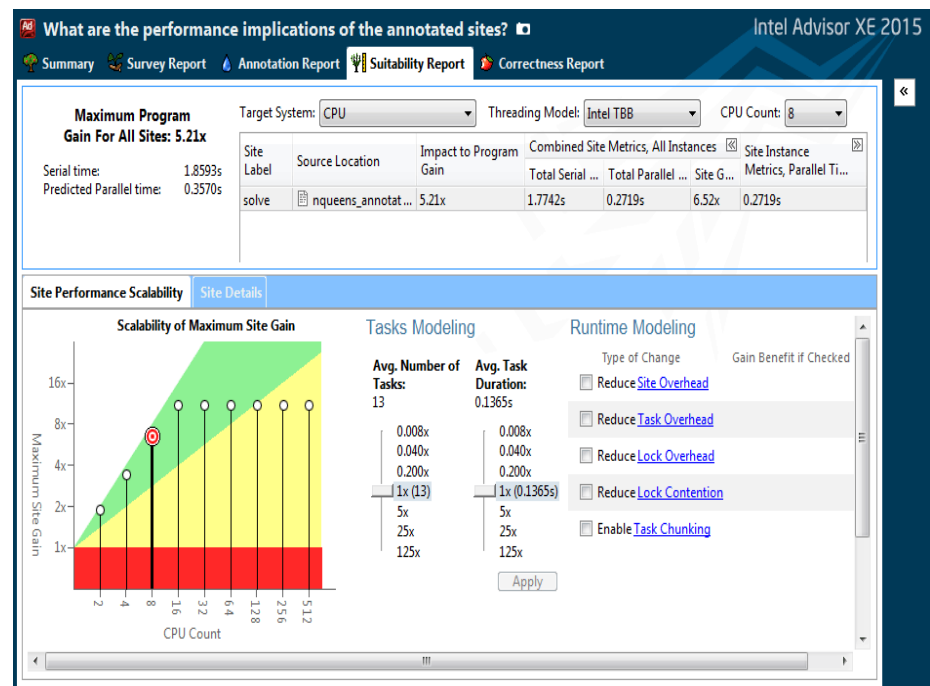 What are the performance implications of the annotated sites?
Intel Advisor XE 2015
Summary Survey Report Annotation Report Suitability Report Correctness Report
Maximum Program Gain For All Sites: 5.21x
Serial time: 1.8593s
Predicted Parallel time: 0.3570s
Target System: CPU Threading Model: Intel TBB CPU Count: 8
Site Label
Source Location
Impact to Program Gain
Combined Site Metrics, All Instances
Site Instance Metrics, Parallel Ti...
Total Serial ... Total Parallel ... Site G...
solve nqueens_annotat ... 5.21x 1.7742s 0.2719s 6.52x 0.2719s
Site Performance Scalability Site Details
Scalability of Maximum Site Gain
Maximum Site Gain
16x
8x
4x
2x
1x
2 4 8 16 32 64 128 256 512
CPU Count
Tasks Modeling
Avg. Number of Tasks:
13
0.008x
0.040x
0.200x
1x (13)
5x
25x
125x
Avg. Task Duration:
0.1365s
0.008x
0.040x
0.200x
1x (0.1365s)
5x
25x
125x
Apply
Runtime Modeling
Type of Change Gain Benefit if Checked
Reduce Site Overhead
Reduce Task Overhead
Reduce Lock Overhead
Reduce Lock Contention
Enable Task Chunking